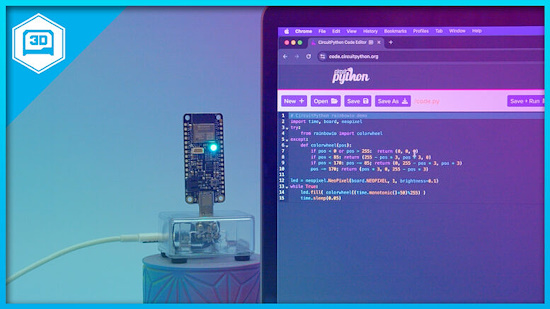 3D
Chrome File Edit View History Bookmarks Profiles Tab Window Help
CircuitPython Code Editor
code.circuitpython.org
circuit
python
New + Open Save Save As /code.py Save + Run
1 # CircuitPython rainbowio demo
2 import time, board, neopixel
3 try:
4 from rainbowio import colorwheel
5 except:
6 def colorwheel(pos):
7 if pos < 0 or pos > 255: return (0, 0, 0)
8 if pos < 85: return (255 - pos * 3, pos * 3, 0)
9 if pos < 170: pos -= 85; return (0, 255 - pos * 3, pos * 3)
10 pos -= 170; return (pos * 3, 0, 255 - pos * 3)
11
12 led = neopixel.NeoPixel(board.NEOPIXEL, 1, brightness=0.1)
13 while True:
14 led.fill( colorwheel((time.monotonic()*50)%255) )
15 time.sleep(0.05)